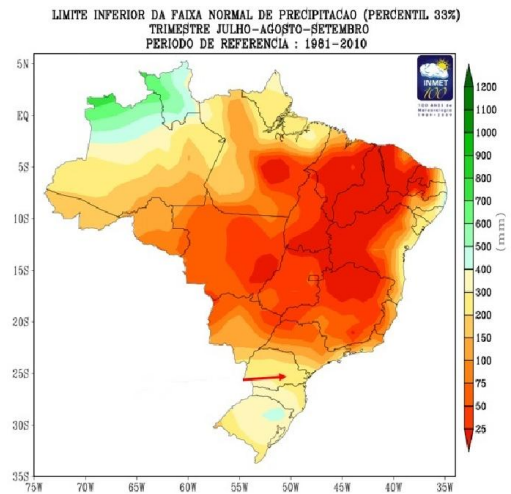 LIMITE INFERIOR DA FAIXA NORMAL DE PRECIPITACAO (PERCENTIL 33%)
TRIMESTRE JULHO-AGOSTO-SETEMBRO
PERIODO DE REFERENCIA : 1981-2010
INMET
100
5N
EQ
5S
10S
15S
20S
25S
30S
35S
75W 70W 65W 60W 55W 50W 45W 40W 35W
1200
1100
1000
900
800
700
600
500
400
300
200
150
100
75
50
25
(mm)